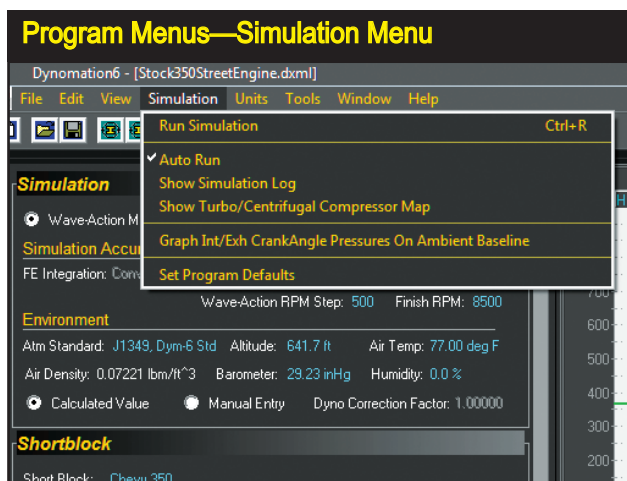 Program Menus—Simulation Menu
Dynomation6 - [Stock350StreetEngine.dxml]
File Edit View Simulation Units Tools Window Help
Run Simulation Ctrl+R
Auto Run
Show Simulation Log
Show Turbo/Centrifugal Compressor Map
Graph Int/Exh CrankAngle Pressures On Ambient Baseline
Set Program Defaults
Simulation
Wave-Action M
Simulation Accu
FE Integration:
Wave-Action RPM Step: 500 Finish RPM: 8500
Environment
Atm Standard: J1349, Dym-6 Std Altitude: 641.7 ft Air Temp: 77.00 deg F
Air Density: 0.07221 lbm/ft^3 Barometer: 29.23 inHg Humidity: 0.0 %
Calculated Value Manual Entry Dyno Correction Factor: 1.00000
Shortblock
Short Block: Chevy 350
H
700
600
500
400
300
200